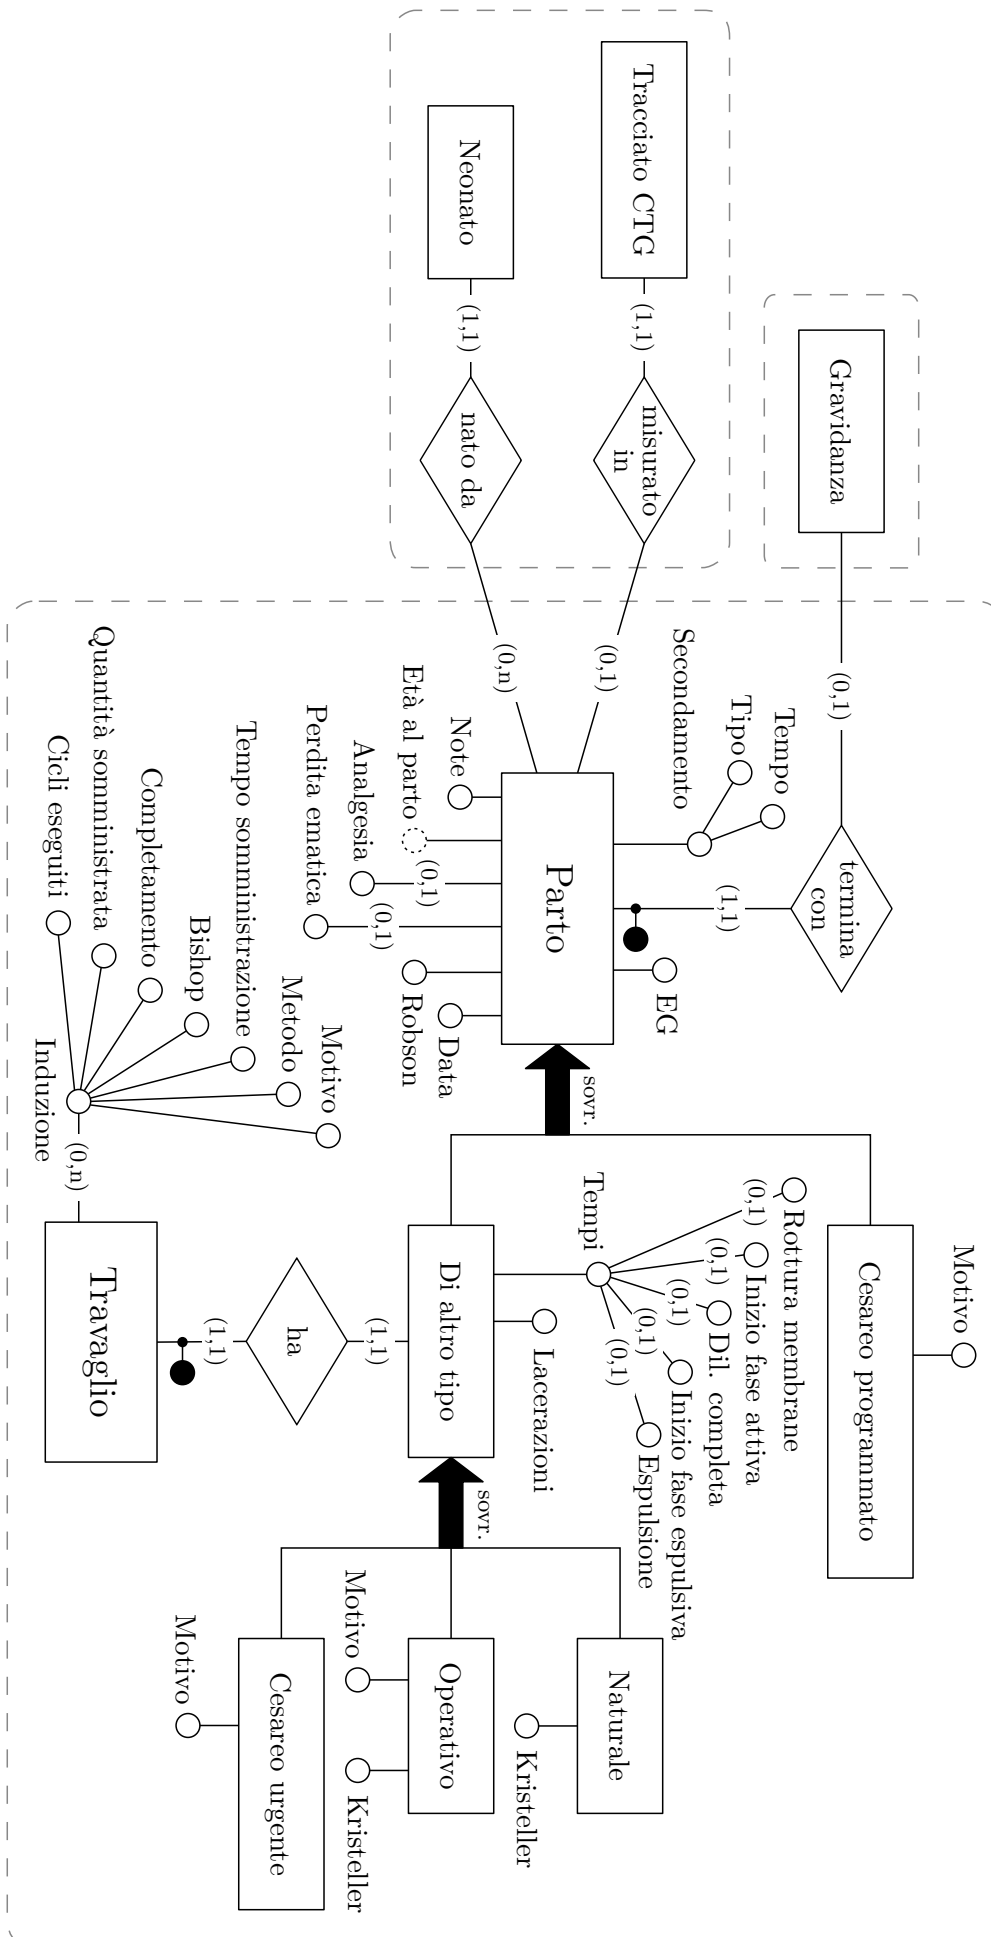 Gravidanza
(0,1)
termina
con
(1,1)
Tracciato CTG
(1,1)
misurato
in
(0,1)
Neonato
(1,1)
nato da
(0,n)
Parto
Secondamento
Tipo
Tempo
EG
Note
Età al parto
Analgesia
(0,1)
Perdita ematica
(0,1)
Robson
Data
sovr.
Cesareo programmato
Motivo
Di altro tipo
Tempi
(0,1)
Rottura membrane
(0,1)
Inizio fase attiva
(0,1)
Dil. completa
(0,1)
Inizio fase espulsiva
(0,1)
Espulsione
Lacerazioni
(1,1)
ha
(1,1)
Travaglio
(0,n)
Induzione
Motivo
Metodo
Tempo somministrazione
Bishop
Completamento
Quantità somministrata
Cicli eseguiti
sovr.
Naturale
Kristeller
Operativo
Motivo
Kristeller
Cesareo urgente
Motivo